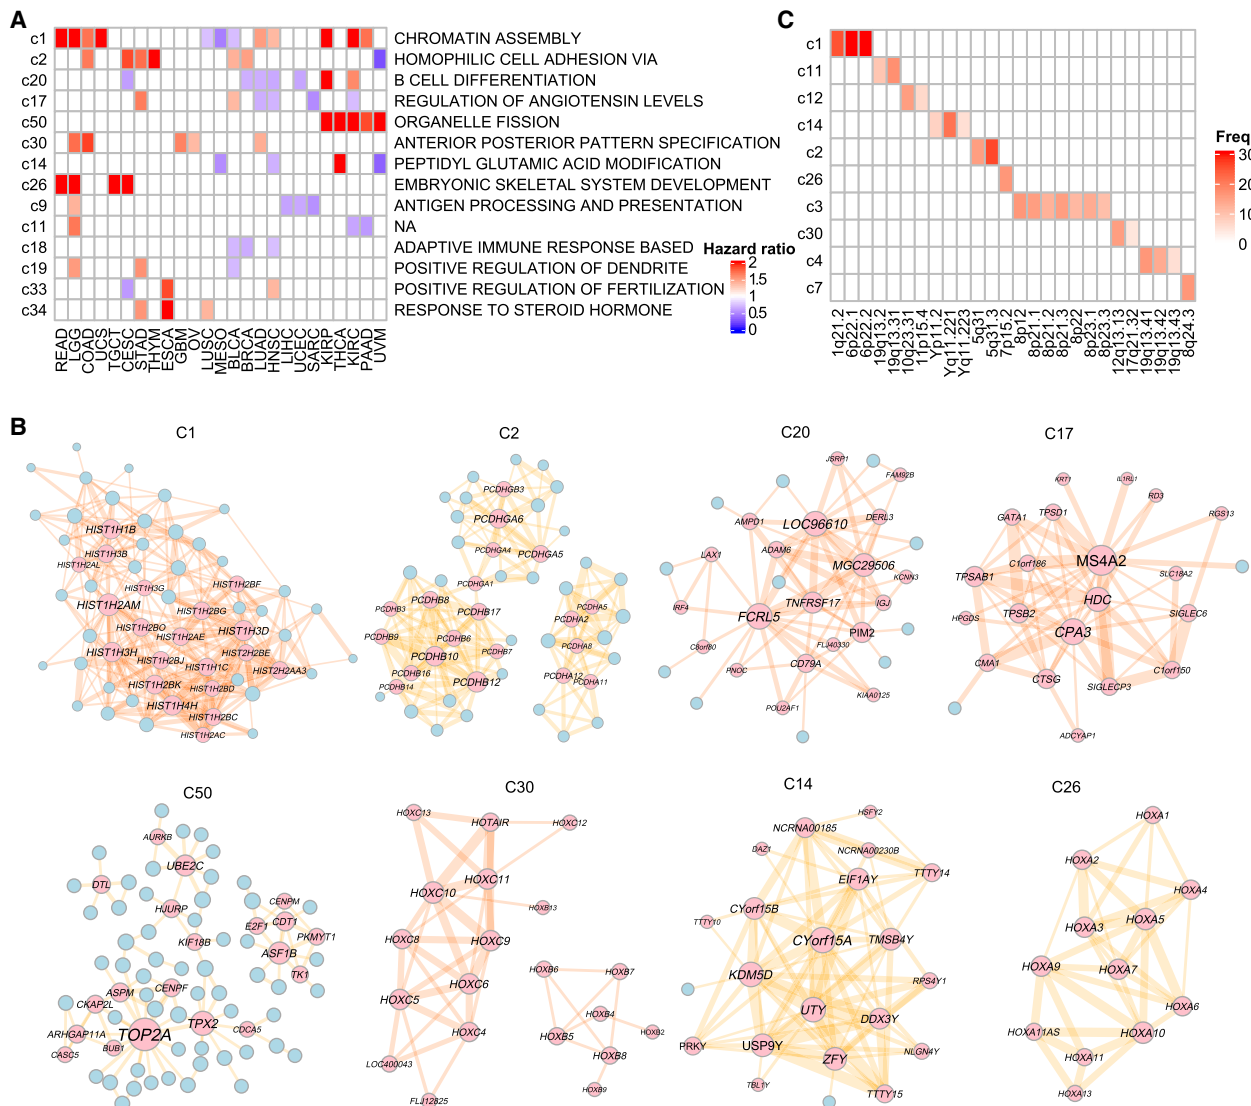 A
c1 CHROMATIN ASSEMBLY
c2 HOMOPHILIC CELL ADHESION VIA
c20 B CELL DIFFERENTIATION
c17 REGULATION OF ANGIOTENSIN LEVELS
c50 ORGANELLE FISSION
c30 ANTERIOR POSTERIOR PATTERN SPECIFICATION
c14 PEPTIDYL GLUTAMIC ACID MODIFICATION
c26 EMBRYONIC SKELETAL SYSTEM DEVELOPMENT
c9 ANTIGEN PROCESSING AND PRESENTATION
c11 NA
c18 ADAPTIVE IMMUNE RESPONSE BASED
c19 POSITIVE REGULATION OF DENDRITE
c33 POSITIVE REGULATION OF FERTILIZATION
c34 RESPONSE TO STEROID HORMONE
READ LGG COAD UCS TGCT CESC STAD THYM ESCA GBM OV LUSC MESO BLCA BRCA LUAD HNSC LIHC UCEC SARC KIRP THCA KIRC PAAD UVM
Hazard ratio
2
1.5
1
0.5
0
C
c1
c11
c12
c14
c2
c26
c3
c30
c4
c7
1q21.2 6p22.1 6p22.2 19q13.2 19q13.31 10q23.31 11p15.4 Yp11.2 Yq11.221 Yq11.223 5q31 5q31.3 7p15.2 8p12 8p21.1 8p21.2 8p21.3 8p22 8p23.1 8p23.3 12q13.13 17q21.32 19q13.41 19q13.42 19q13.43 8q24.3
Freq
30
20
10
0
B
C1
HIST1H1B
HIST1H3B
HIST1H2AL
HIST1H3G
HIST1H2BF
HIST1H2AM
HIST1H2BG
HIST1H2BO
HIST1H2AE
HIST1H3D
HIST1H3H
HIST1H2BJ
HIST2H2BE
HIST1H1C
HIST2H2AA3
HIST1H2BK
HIST1H2BD
HIST1H4H
HIST1H2BC
HIST1H2AC
C2
PCDHGB3
PCDHGA6
PCDHGA4
PCDHGA5
PCDHGA1
PCDHB8
PCDHB3
PCDHB17
PCDHA5
PCDHA2
PCDHB9
PCDHB6
PCDHB7
PCDHA8
PCDHB10
PCDHB16
PCDHB14
PCDHB12
PCDHA12
PCDHA11
C20
JSRP1
FAM92B
AMPD1
LOC96610
DERL3
LAX1
ADAM6
MGC29506
KCNN3
IRF4
FCRL5
TNFRSF17
IGJ
PIM2
C8orf80
FLJ40330
PNOC
CD79A
KIAA0125
POU2AF1
C17
KRT1
IL1RL1
RD3
GATA1
TPSD1
RGS13
C1orf186
MS4A2
TPSAB1
SLC18A2
HDC
HPGDS
TPSB2
SIGLEC6
CPA3
CMA1
C1orf150
CTSG
SIGLECP3
ADCYAP1
C50
AURKB
UBE2C
DTL
HJURP
CENPM
E2F1
CDT1
PKMYT1
KIF18B
ASF1B
TK1
ASPM
CENPF
CKAP2L
TPX2
CDCA5
ARHGAP11A
TOP2A
BUB1
CASC5
C30
HOXC13
HOTAIR
HOXC12
HOXC11
HOXC10
HOXB13
HOXC8
HOXC9
HOXB6
HOXB7
HOXC6
HOXC5
HOXB4
HOXC4
HOXB5
HOXB2
HOXB8
LOC400043
HOXB9
FLJ12825
C14
HSFY2
NCRNA00185
DAZ1
NCRNA00230B
TTTY14
EIF1AY
CYorf15B
TTTY10
CYorf15A
TMSB4Y
KDM5D
RPS4Y1
UTY
DDX3Y
PRKY
USP9Y
ZFY
NLGN4Y
TBL1Y
TTTY15
C26
HOXA1
HOXA2
HOXA4
HOXA3
HOXA5
HOXA9
HOXA7
HOXA6
HOXA11AS
HOXA10
HOXA11
HOXA13